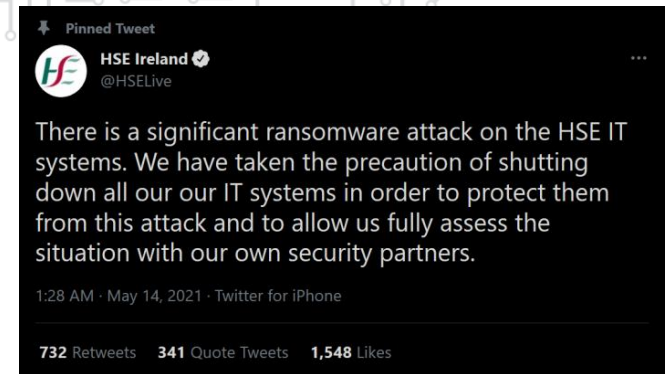 Pinned Tweet
HSE Ireland
@HSELive
There is a significant ransomware attack on the HSE IT
systems. We have taken the precaution of shutting
down all our our IT systems in order to protect them
from this attack and to allow us fully assess the
situation with our own security partners.
1:28 AM · May 14, 2021 · Twitter for iPhone
732 Retweets 341 Quote Tweets 1,548 Likes